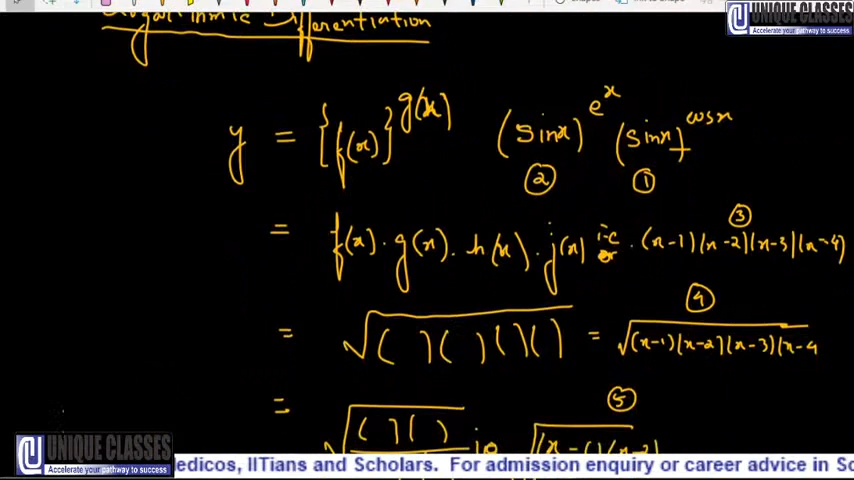 UNIQUE CLASSES
Accelerate your pathway to success
Logarithmic Differentiation
y = {f(x)}^g(x) (sinx)^e^x (sinx)^cosx
② ①
= f(x) · g(x) · h(x) · j(x) i-e · (x-1)(x-2)(x-3)(x-4)
③
④
= √( )( )( )( ) = √(x-1)(x-2)(x-3)(x-4
⑤
= √( )( ) i-e √(x-1)(x-2)
UNIQUE CLASSES
Accelerate your pathway to success
edicos, IITians and Scholars. For admission enquiry or career advice in Sc